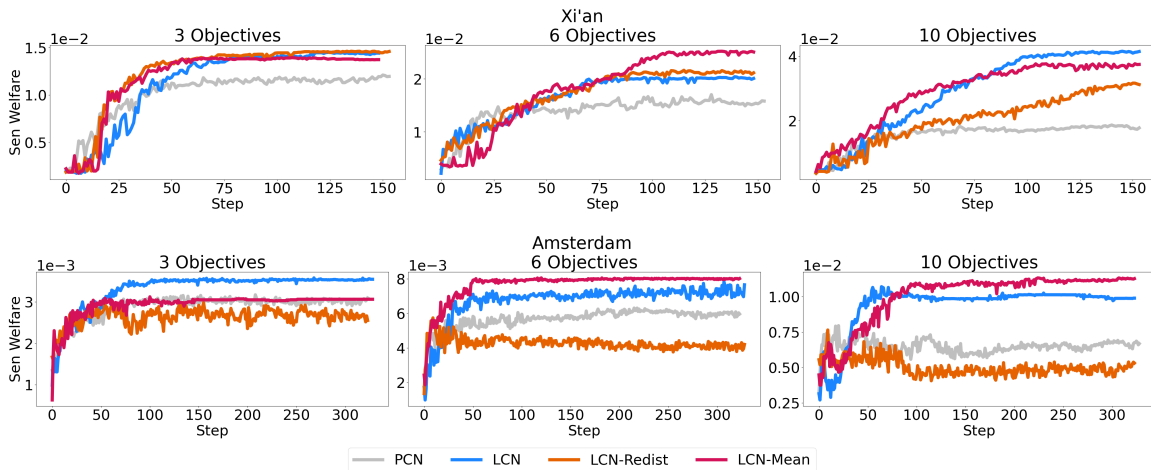 Xi'an
3 Objectives
6 Objectives
10 Objectives
1e−2
1e−2
1e−2
Sen Welfare
1.5
1.0
0.5
2
1
4
2
0 25 50 75 100 125 150
0 25 50 75 100 125 150
0 25 50 75 100 125 150
Step
Step
Step
Amsterdam
3 Objectives
6 Objectives
10 Objectives
1e−3
1e−3
1e−2
Sen Welfare
3
2
1
8
6
4
2
1.00
0.75
0.50
0.25
0 50 100 150 200 250 300
0 50 100 150 200 250 300
0 50 100 150 200 250 300
Step
Step
Step
PCN LCN LCN-Redist LCN-Mean